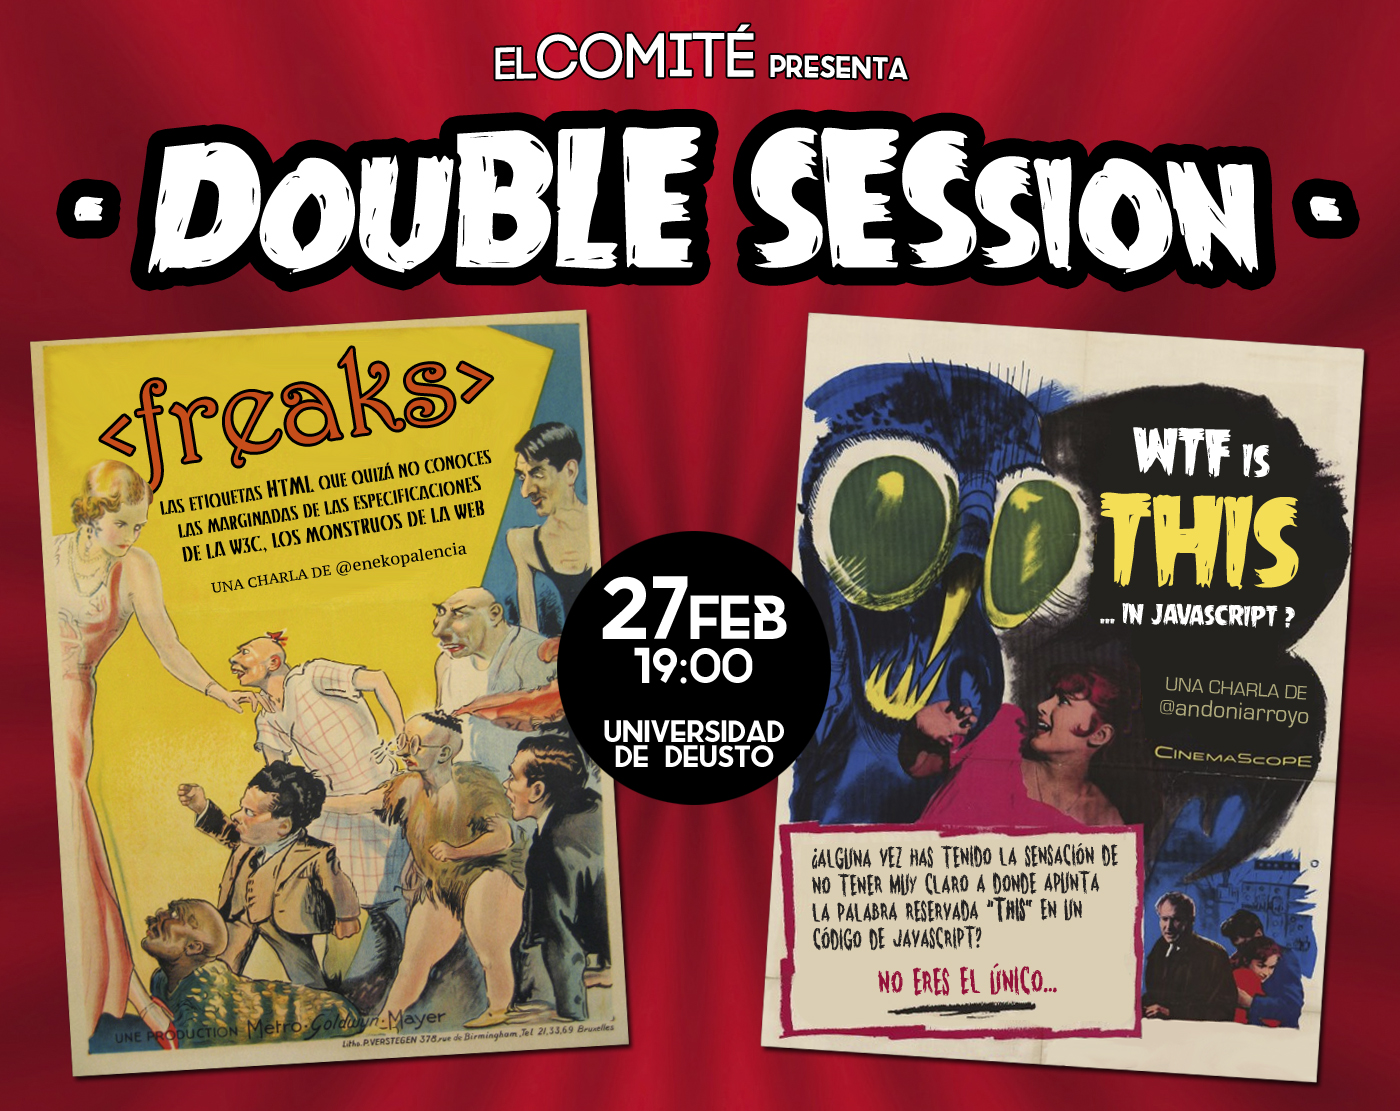 ELCOMITÉ PRESENTA
- DOUBLE SESSION -
<freaks>
LAS ETIQUETAS HTML QUE QUIZÁ NO CONOCES
LAS MARGINADAS DE LAS ESPECIFICACIONES
DE LA W3C, LOS MONSTRUOS DE LA WEB
UNA CHARLA DE @enekopalencia
UNE PRODUCTION Metro-Goldwyn-Mayer
Litho. P. VERSTEGEN 378, rue de Birmingham, Tel 21,33,69 Bruxelles
27FEB
19:00
UNIVERSIDAD
DE DEUSTO
WTF IS
THIS
... IN JAVASCRIPT ?
UNA CHARLA DE
@andoniarroyo
CINEMASCOPE
¿ALGUNA VEZ HAS TENIDO LA SENSACIÓN DE
NO TENER MUY CLARO A DONDE APUNTA
LA PALABRA RESERVADA "THIS" EN UN
CÓDIGO DE JAVASCRIPT?
NO ERES EL ÚNICO...